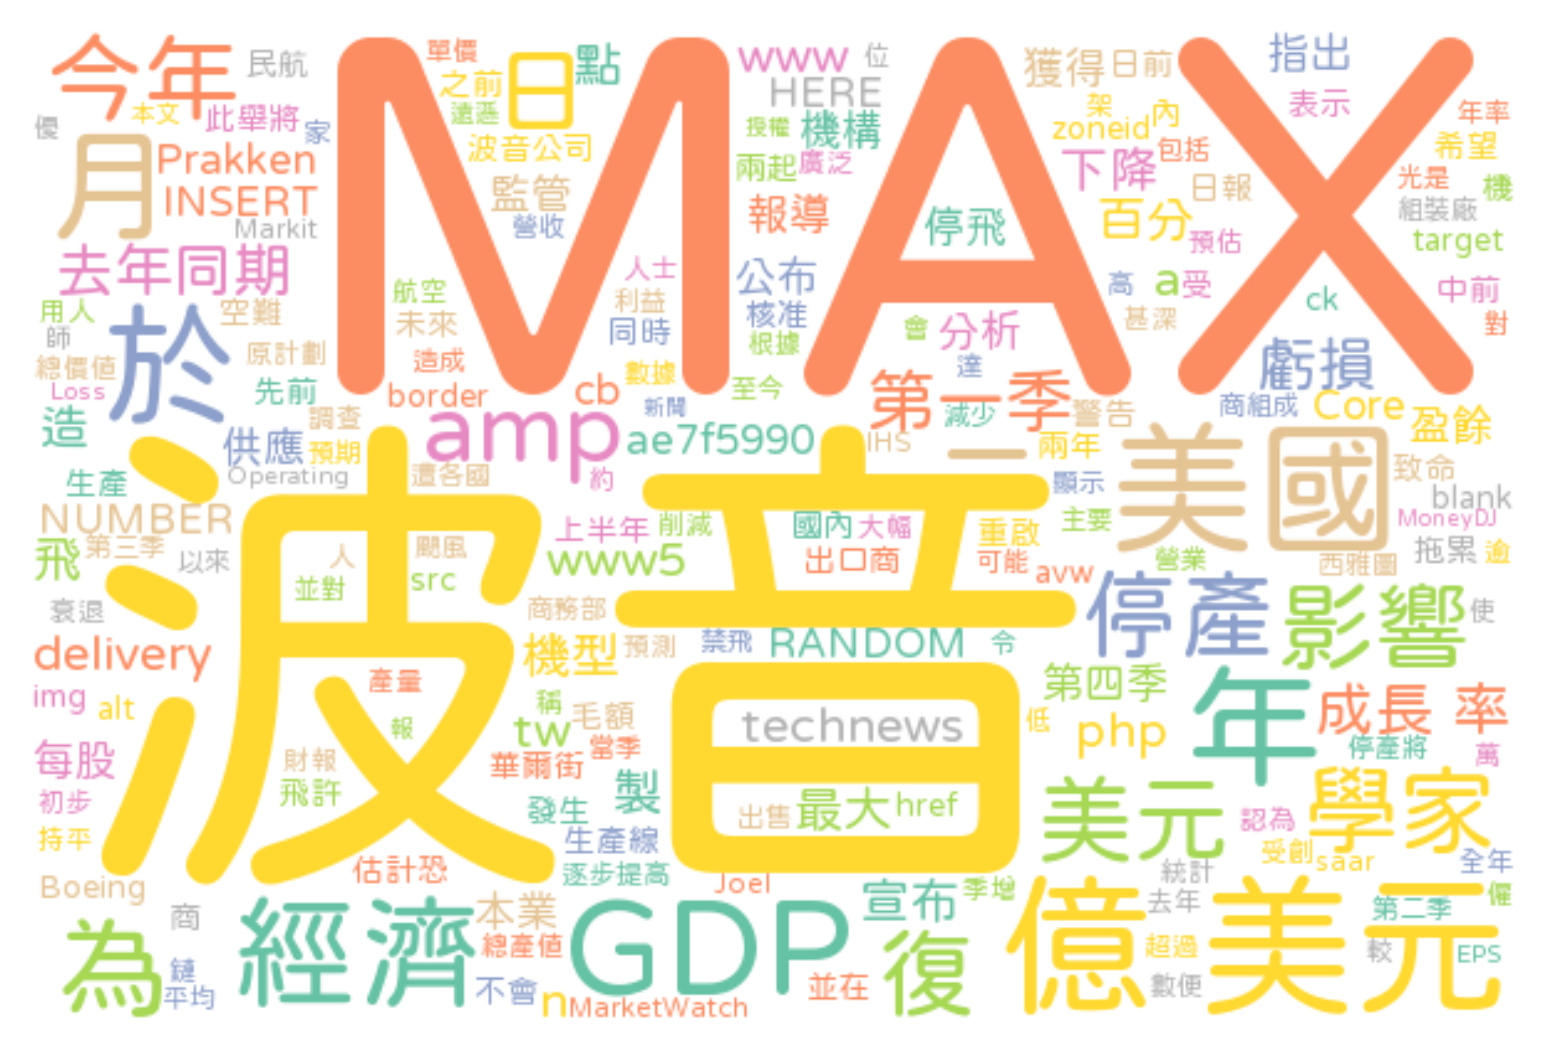 今年
民航
MAX
單價
之前
日
點
www
位
HERE
獲得
日前
指出
表示
年率
優
本文
此舉將
家
遠憑
波音公司
授權
機構
架
內
zoneid
包括
希望
月
Prakken
INSERT
Markit
監管
營收
兩起
廣泛
報導
停飛
下降
日報
百分
預估
光是
機
組裝廠
target
去年同期
航空
未來
人士
利益
同時
公布
核准
根據
會
分析
達
高
a
受
甚深
ck
中前
對
用人
師
空難
於
原計劃
總價值
Loss
先前
造成
border
cb
數據
至今
新聞
第一季
減少
警告
虧損
商組成
Core
盈餘
造
供應
調查
預期
amp
ae7f5990
IHS
一
兩年
美國
致命
生產
Operating
遭各國
約
顯示
blank
MoneyDJ
NUMBER
波音
上半年
削減
國內
大幅
重啟
主要
飛
第三季
以來
人
颶風
並對
src
www5
出口商
可能
avw
營業
西雅圖
拖累
逾
衰退
商務部
停產
影響
使
delivery
機型
預測
禁飛
RANDOM
令
img
alt
產量
稱
毛額
technews
低
第四季
php
年
成長
率
報
tw
當季
停產將
萬
每股
財報
飛許
華爾街
製
初步
發生
出售
最大
href
美元
認為
學家
持平
生產線
受創
saar
全年
Boeing
估計恐
逐步提高
Joel
統計
商
本業
宣布
季增
去年
第二季
僱
為
經濟
總產值
GDP
復
億
超過
美元
較
EPS
鏈
平均
不會
n
MarketWatch
並在
數便